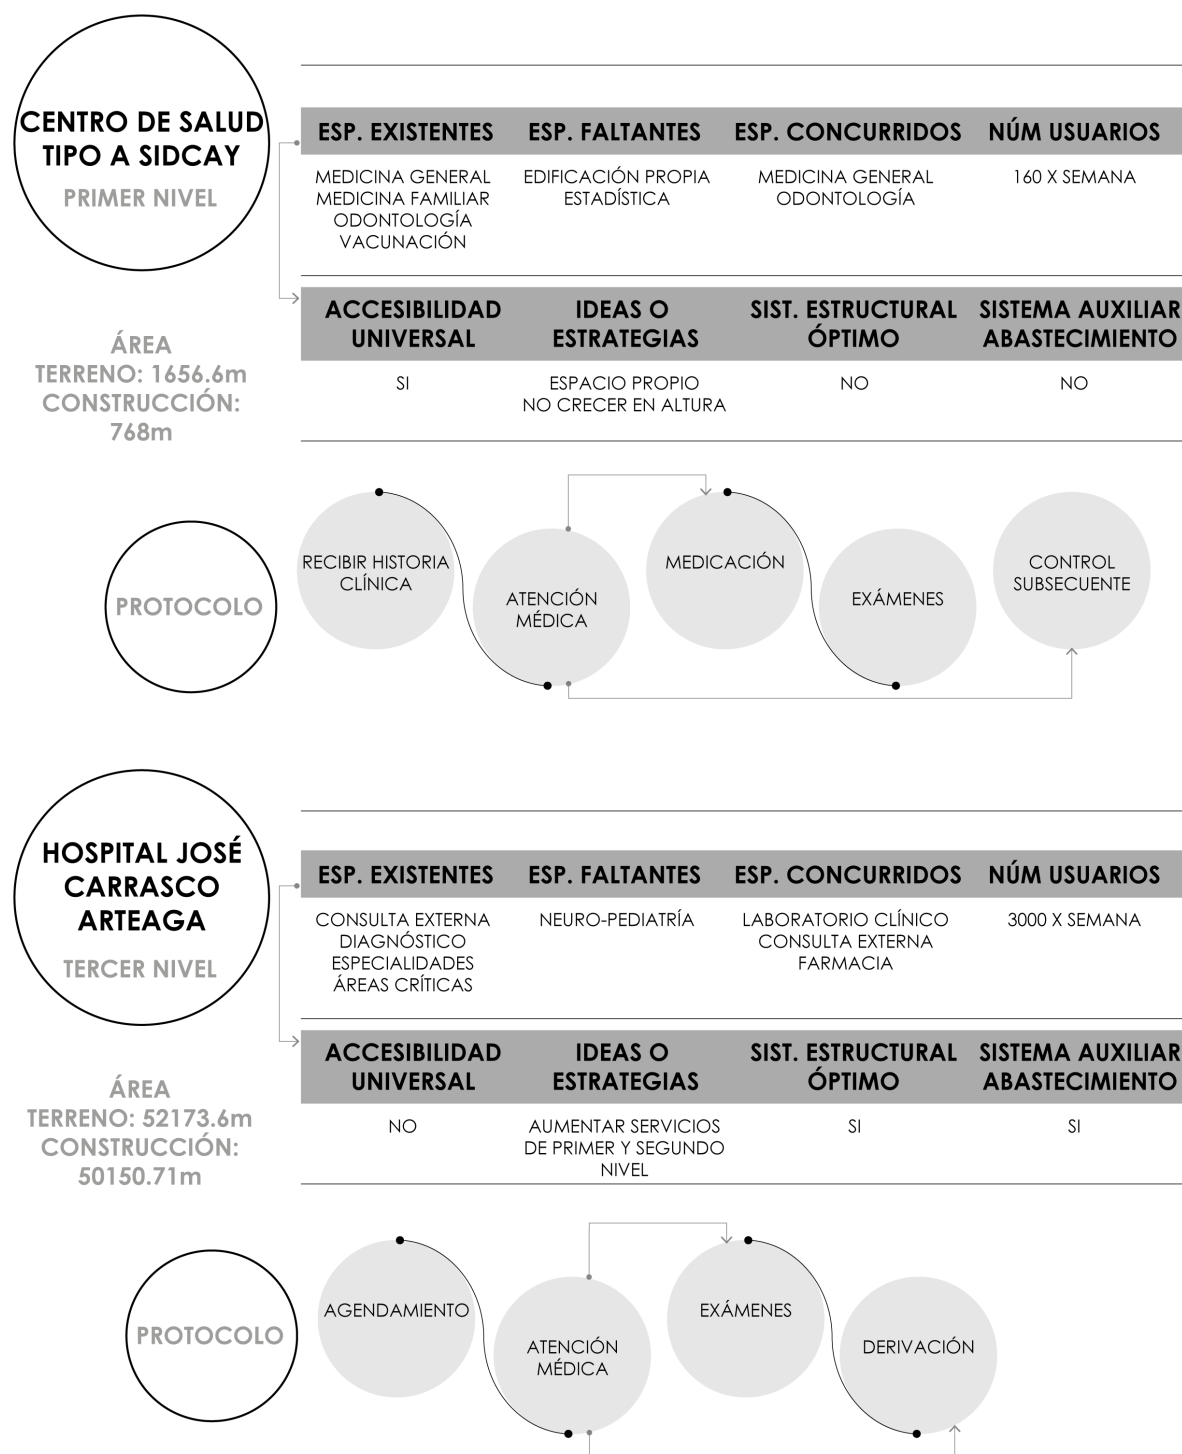 CENTRO DE SALUD
TIPO A SIDCAY
PRIMER NIVEL
ESP. EXISTENTES
ESP. FALTANTES
ESP. CONCURRIDOS
NÚM USUARIOS
MEDICINA GENERAL
MEDICINA FAMILIAR
ODONTOLOGÍA
VACUNACIÓN
EDIFICACIÓN PROPIA
ESTADÍSTICA
MEDICINA GENERAL
ODONTOLOGÍA
160 X SEMANA
ÁREA
TERRENO: 1656.6m
CONSTRUCCIÓN:
768m
ACCESIBILIDAD
UNIVERSAL
IDEAS O
ESTRATEGIAS
SIST. ESTRUCTURAL
ÓPTIMO
SISTEMA AUXILIAR
ABASTECIMIENTO
SI
ESPACIO PROPIO
NO CRECER EN ALTURA
NO
NO
PROTOCOLO
RECIBIR HISTORIA
CLÍNICA
ATENCIÓN
MÉDICA
MEDICACIÓN
EXÁMENES
CONTROL
SUBSECUENTE
HOSPITAL JOSÉ
CARRASCO
ARTEAGA
TERCER NIVEL
ESP. EXISTENTES
ESP. FALTANTES
ESP. CONCURRIDOS
NÚM USUARIOS
CONSULTA EXTERNA
DIAGNÓSTICO
ESPECIALIDADES
ÁREAS CRÍTICAS
NEURO-PEDIATRÍA
LABORATORIO CLÍNICO
CONSULTA EXTERNA
FARMACIA
3000 X SEMANA
ÁREA
TERRENO: 52173.6m
CONSTRUCCIÓN:
50150.71m
ACCESIBILIDAD
UNIVERSAL
IDEAS O
ESTRATEGIAS
SIST. ESTRUCTURAL
ÓPTIMO
SISTEMA AUXILIAR
ABASTECIMIENTO
NO
AUMENTAR SERVICIOS
DE PRIMER Y SEGUNDO
NIVEL
SI
SI
PROTOCOLO
AGENDAMIENTO
ATENCIÓN
MÉDICA
EXÁMENES
DERIVACIÓN